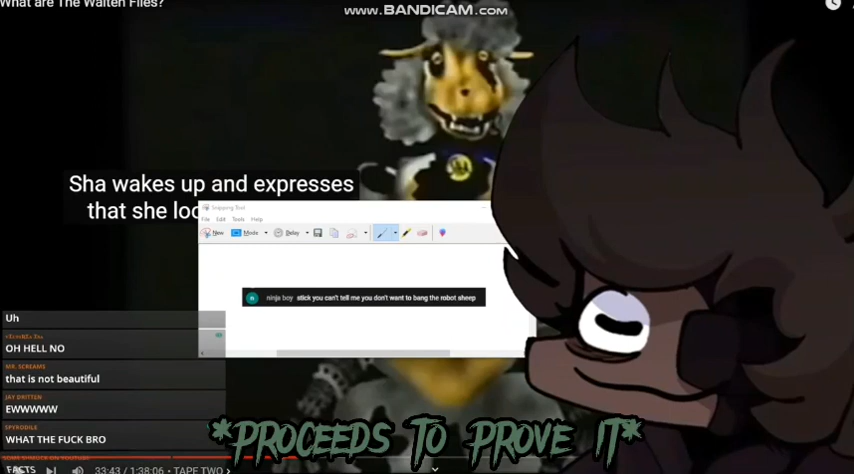 What are The Walten Files?
www.BANDICAM.com
Sha wakes up and expresses
that she loo
Snipping Tool
File Edit Tools Help
New Mode Delay
n ninja boy stick you can't tell me you don't want to bang the robot sheep
Uh
OH HELL NO
MR. SCREAMS
that is not beautiful
JAY DRITTEN
EWWWWW
SPYRODILE
WHAT THE FUCK BRO
*PROCEEDS TO PROVE IT*
FACTS
33:43 / 1:38:06 • TAPE TWO >